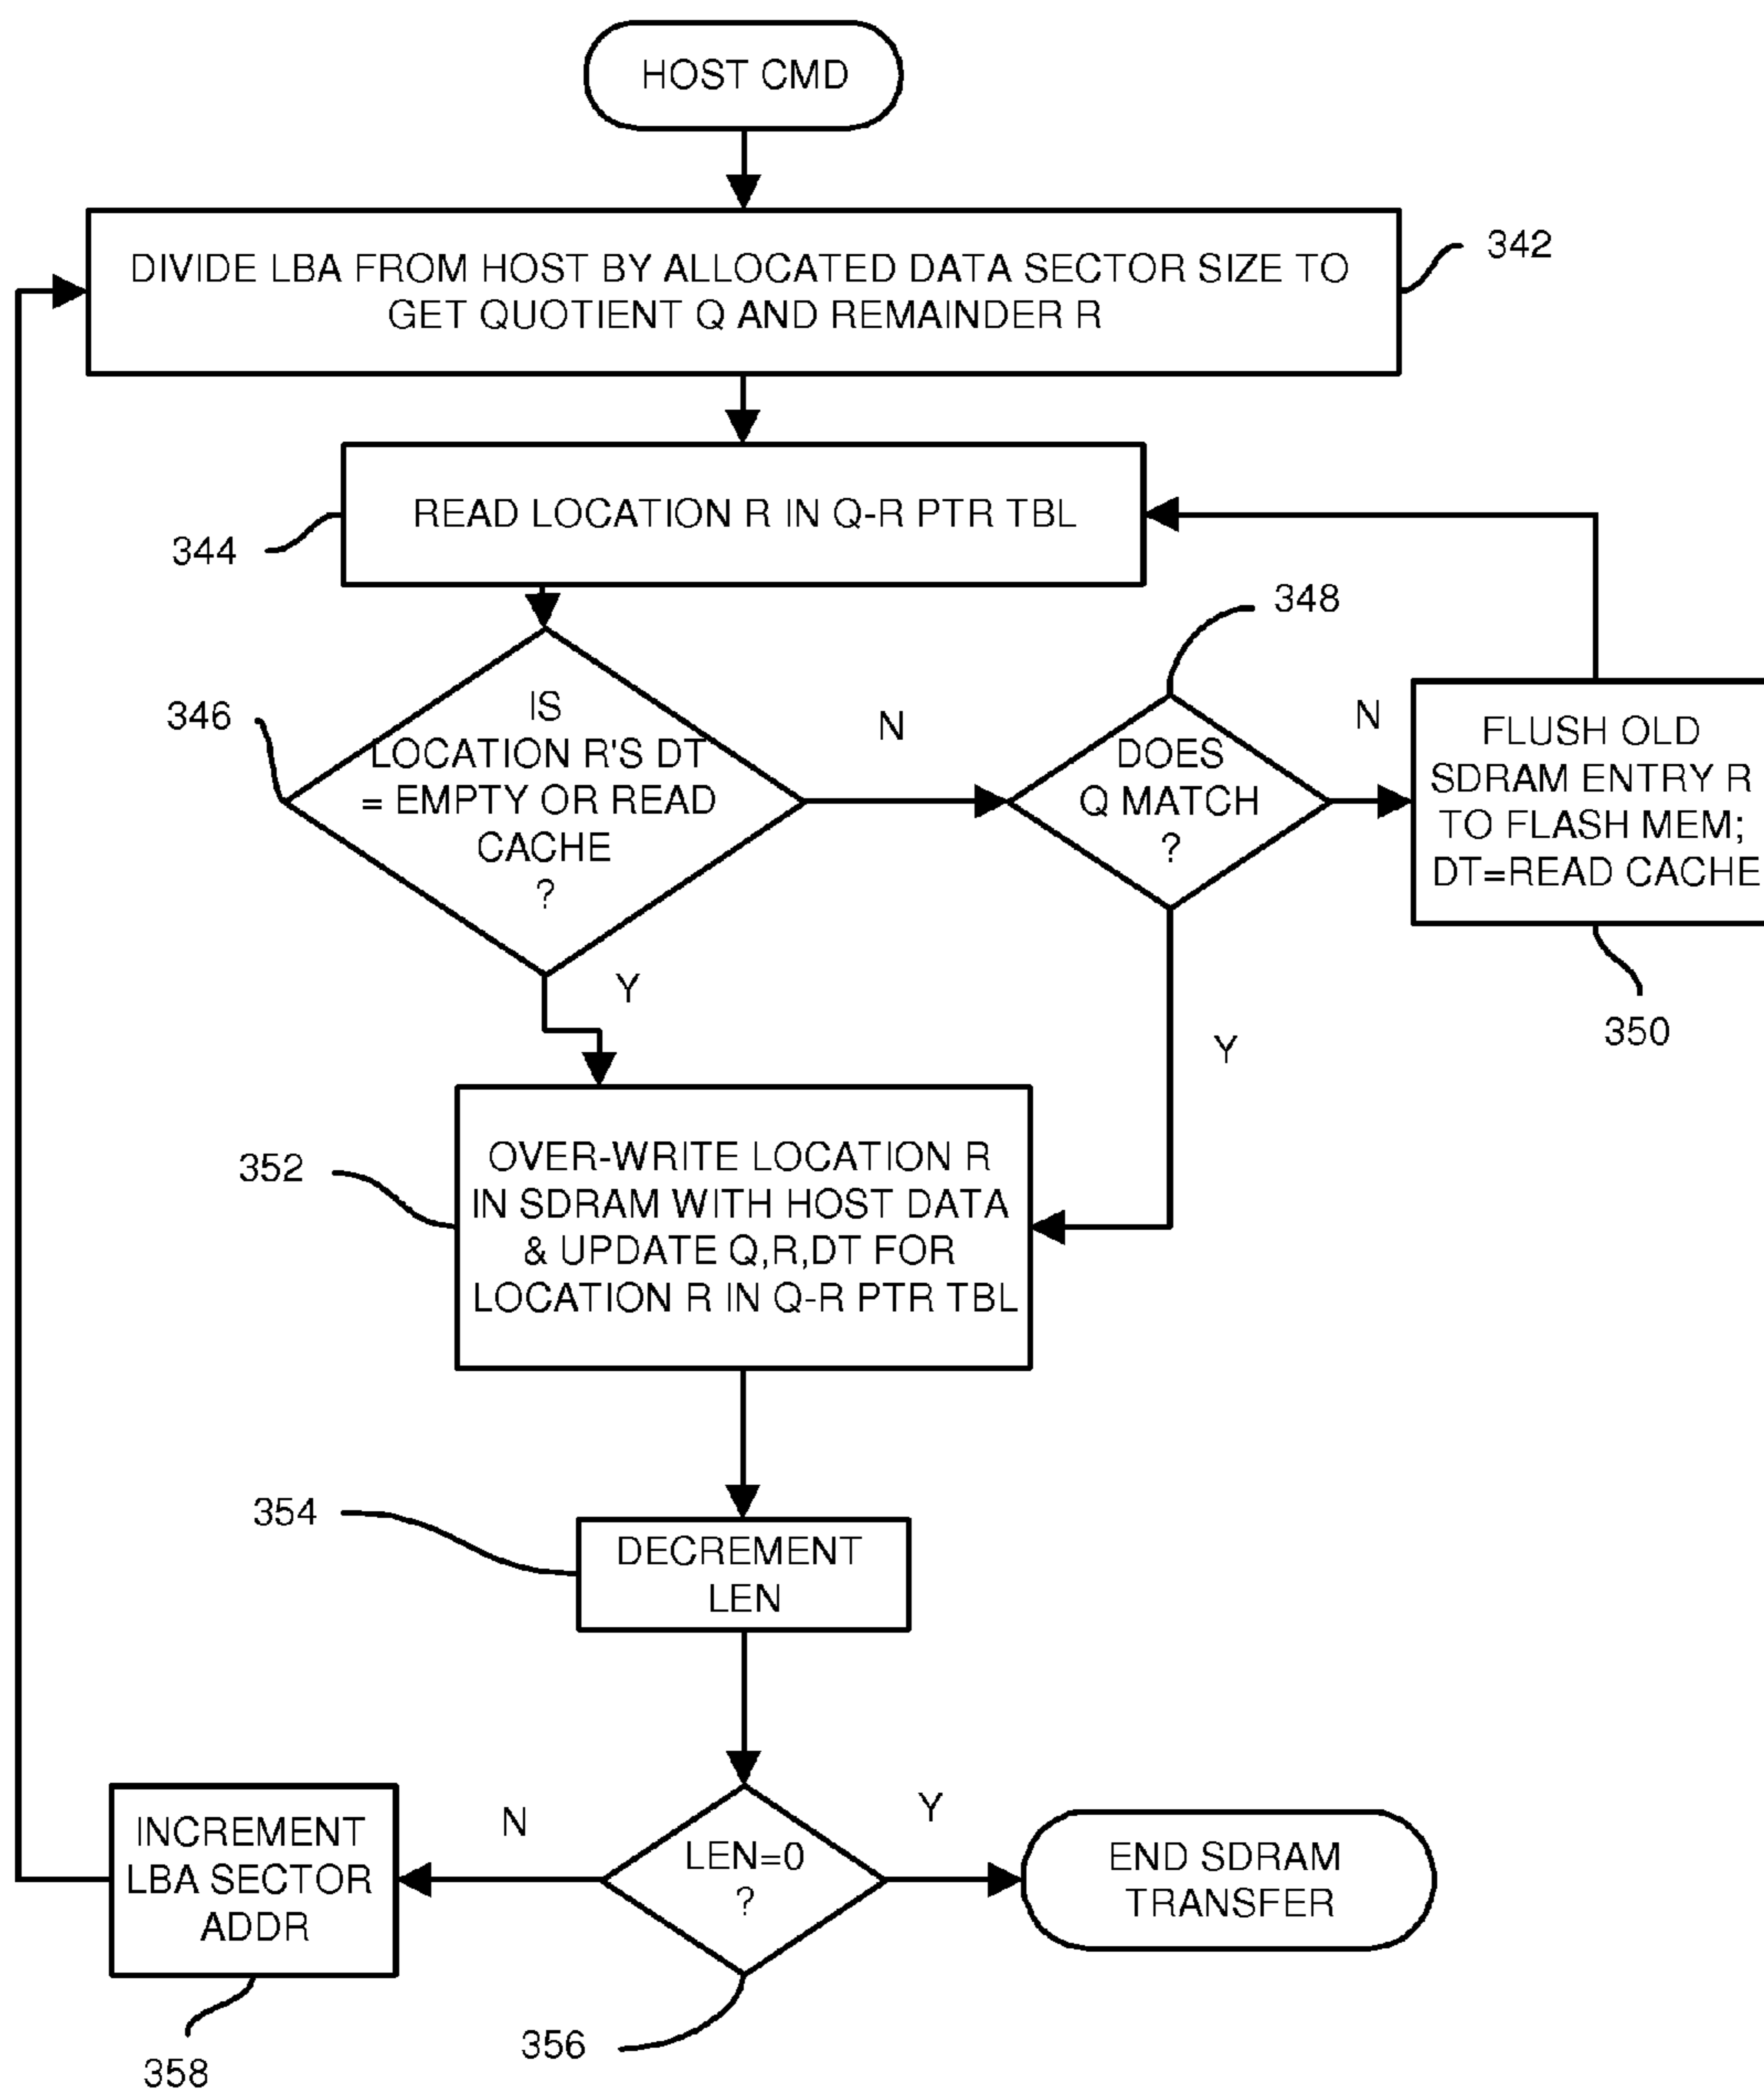 HOST CMD
DIVIDE LBA FROM HOST BY ALLOCATED DATA SECTOR SIZE TO
GET QUOTIENT Q AND REMAINDER R
342
READ LOCATION R IN Q-R PTR TBL
344
348
346
IS
LOCATION R'S DT
= EMPTY OR READ
CACHE
?
N
DOES
Q MATCH
?
N
FLUSH OLD
SDRAM ENTRY R
TO FLASH MEM;
DT=READ CACHE
350
Y
Y
352
OVER-WRITE LOCATION R
IN SDRAM WITH HOST DATA
& UPDATE Q,R,DT FOR
LOCATION R IN Q-R PTR TBL
354
DECREMENT
LEN
INCREMENT
LBA SECTOR
ADDR
N
LEN=0
?
Y
END SDRAM
TRANSFER
356
358